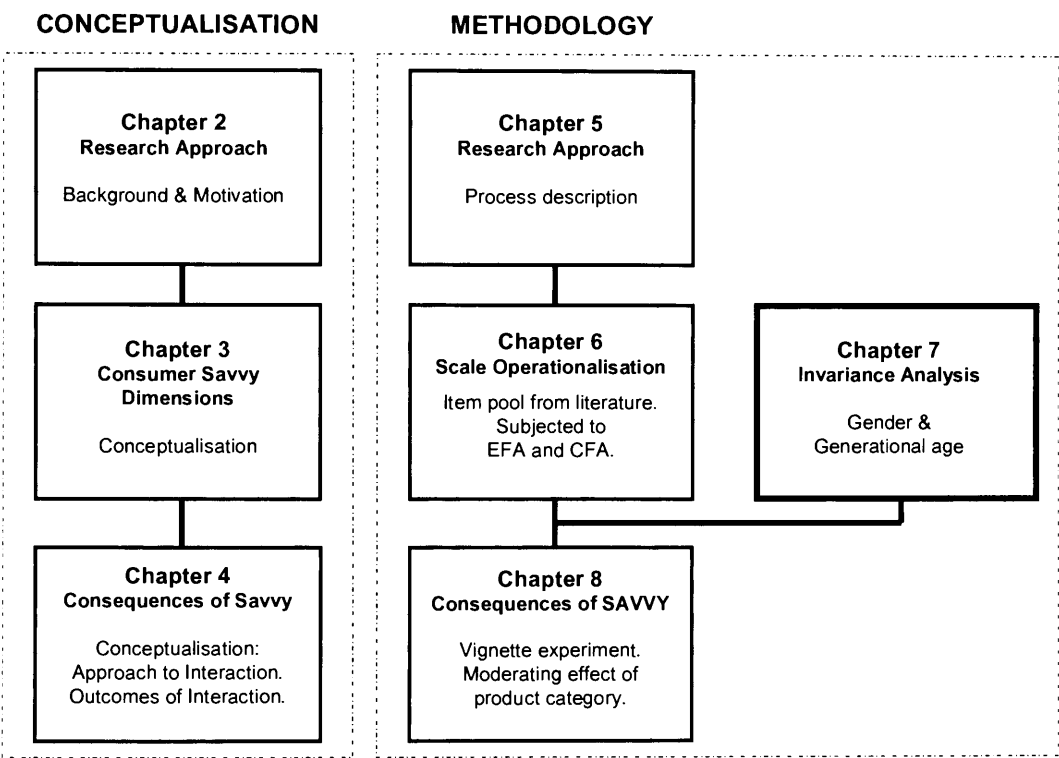 CONCEPTUALISATION
Chapter 2
Research Approach
Background & Motivation
Chapter 3
Consumer Savvy
Dimensions
Conceptualisation
Chapter 4
Consequences of Savvy
Conceptualisation:
Approach to Interaction.
Outcomes of Interaction.
METHODOLOGY
Chapter 5
Research Approach
Process description
Chapter 6
Scale Operationalisation
Item pool from literature.
Subjected to
EFA and CFA.
Chapter 7
Invariance Analysis
Gender &
Generational age
Chapter 8
Consequences of SAVVY
Vignette experiment.
Moderating effect of
product category.